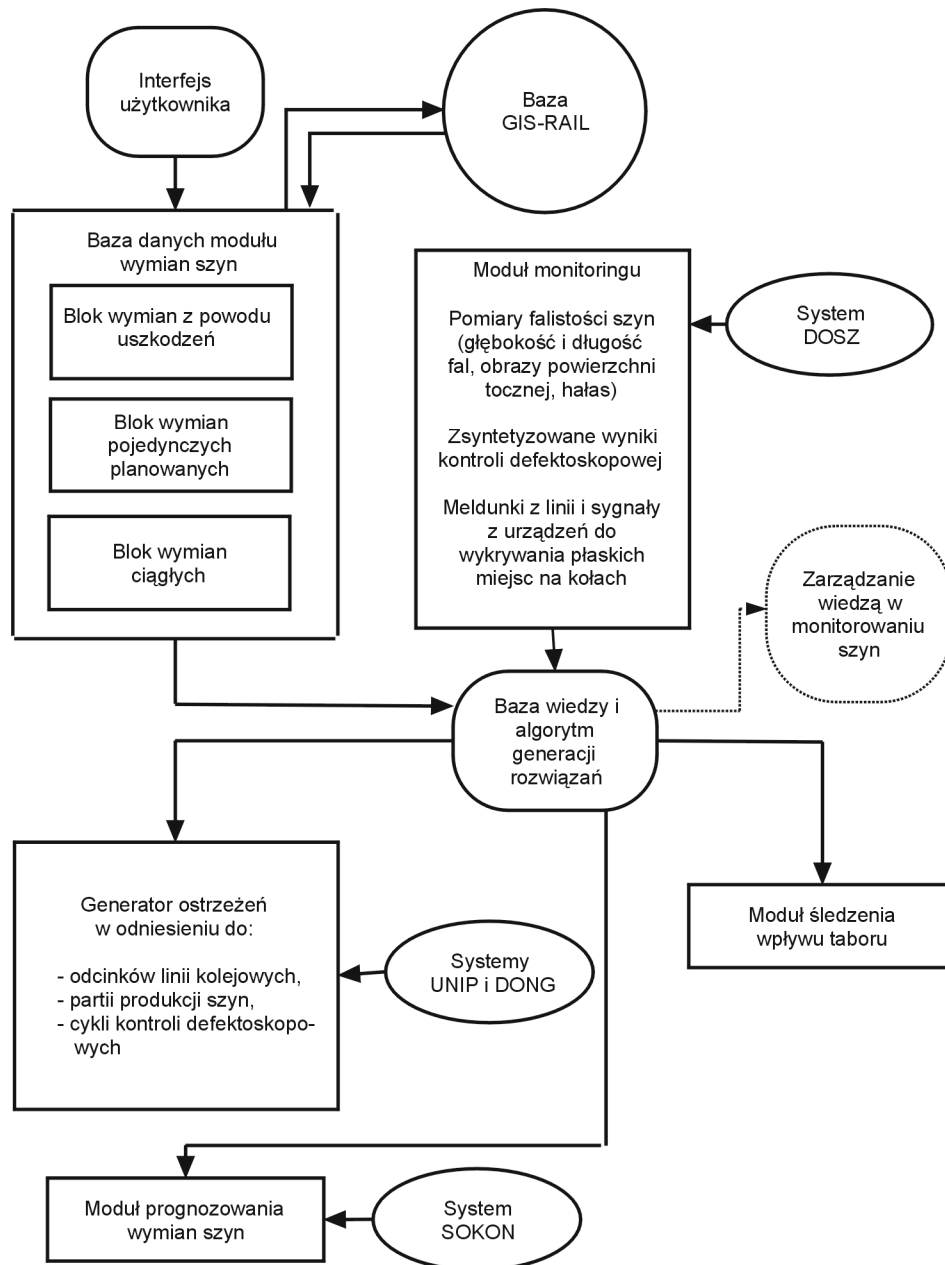 Interfejs
użytkownika
Baza
GIS-RAIL
Baza danych modułu
wymian szyn
Blok wymian z powodu
uszkodzeń
Blok wymian
pojedynczych
planowanych
Blok wymian
ciągłych
Moduł monitoringu
Pomiary falistości szyn
(głębokość i długość
fal, obrazy powierzchni
tocznej, hałas)
Zsyntetyzowane wyniki
kontroli defektoskopowej
Meldunki z linii i sygnały
z urządzeń do
wykrywania płaskich
miejsc na kołach
System
DOSZ
Zarządzanie
wiedzą w
monitorowaniu
szyn
Baza wiedzy i
algorytm
generacji
rozwiązań
Generator ostrzeżeń
w odniesieniu do:
- odcinków linii kolejowych,
- partii produkcji szyn,
- cykli kontroli defektoskopo-
wych
Systemy
UNIP i DONG
Moduł śledzenia
wpływu taboru
Moduł prognozowania
wymian szyn
System
SOKON